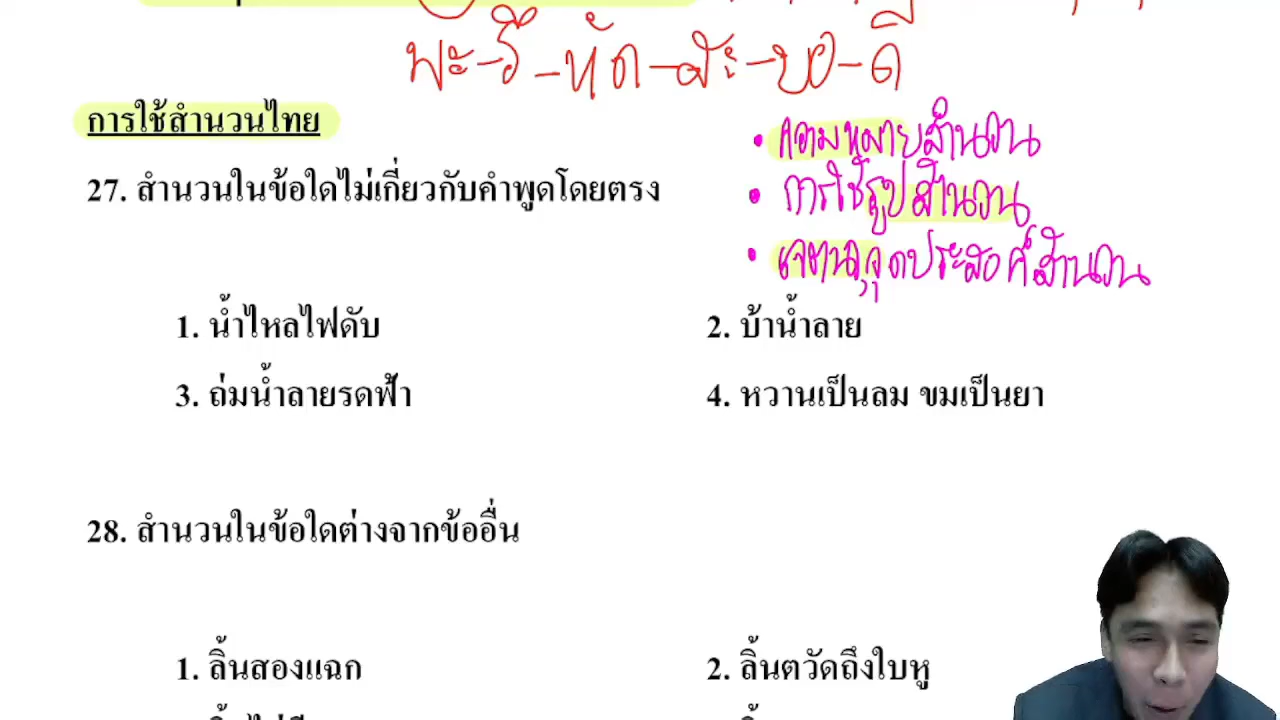 พะ-รึ-หัด-สะ-บอ-ดี
การใช้สำนวนไทย
• ความหมายสำนวน
27. สำนวนในข้อใดไม่เกี่ยวกับคำพูดโดยตรง
• การใช้รูปสำนวน
• เจตนาจุดประสงค์สำนวน
1. น้ำไหลไฟดับ
2. บ้าน้ำลาย
3. ถ่มน้ำลายรดฟ้า
4. หวานเป็นลม ขมเป็นยา
28. สำนวนในข้อใดต่างจากข้ออื่น
1. ลิ้นสองแฉก
2. ลิ้นตวัดถึงใบหู